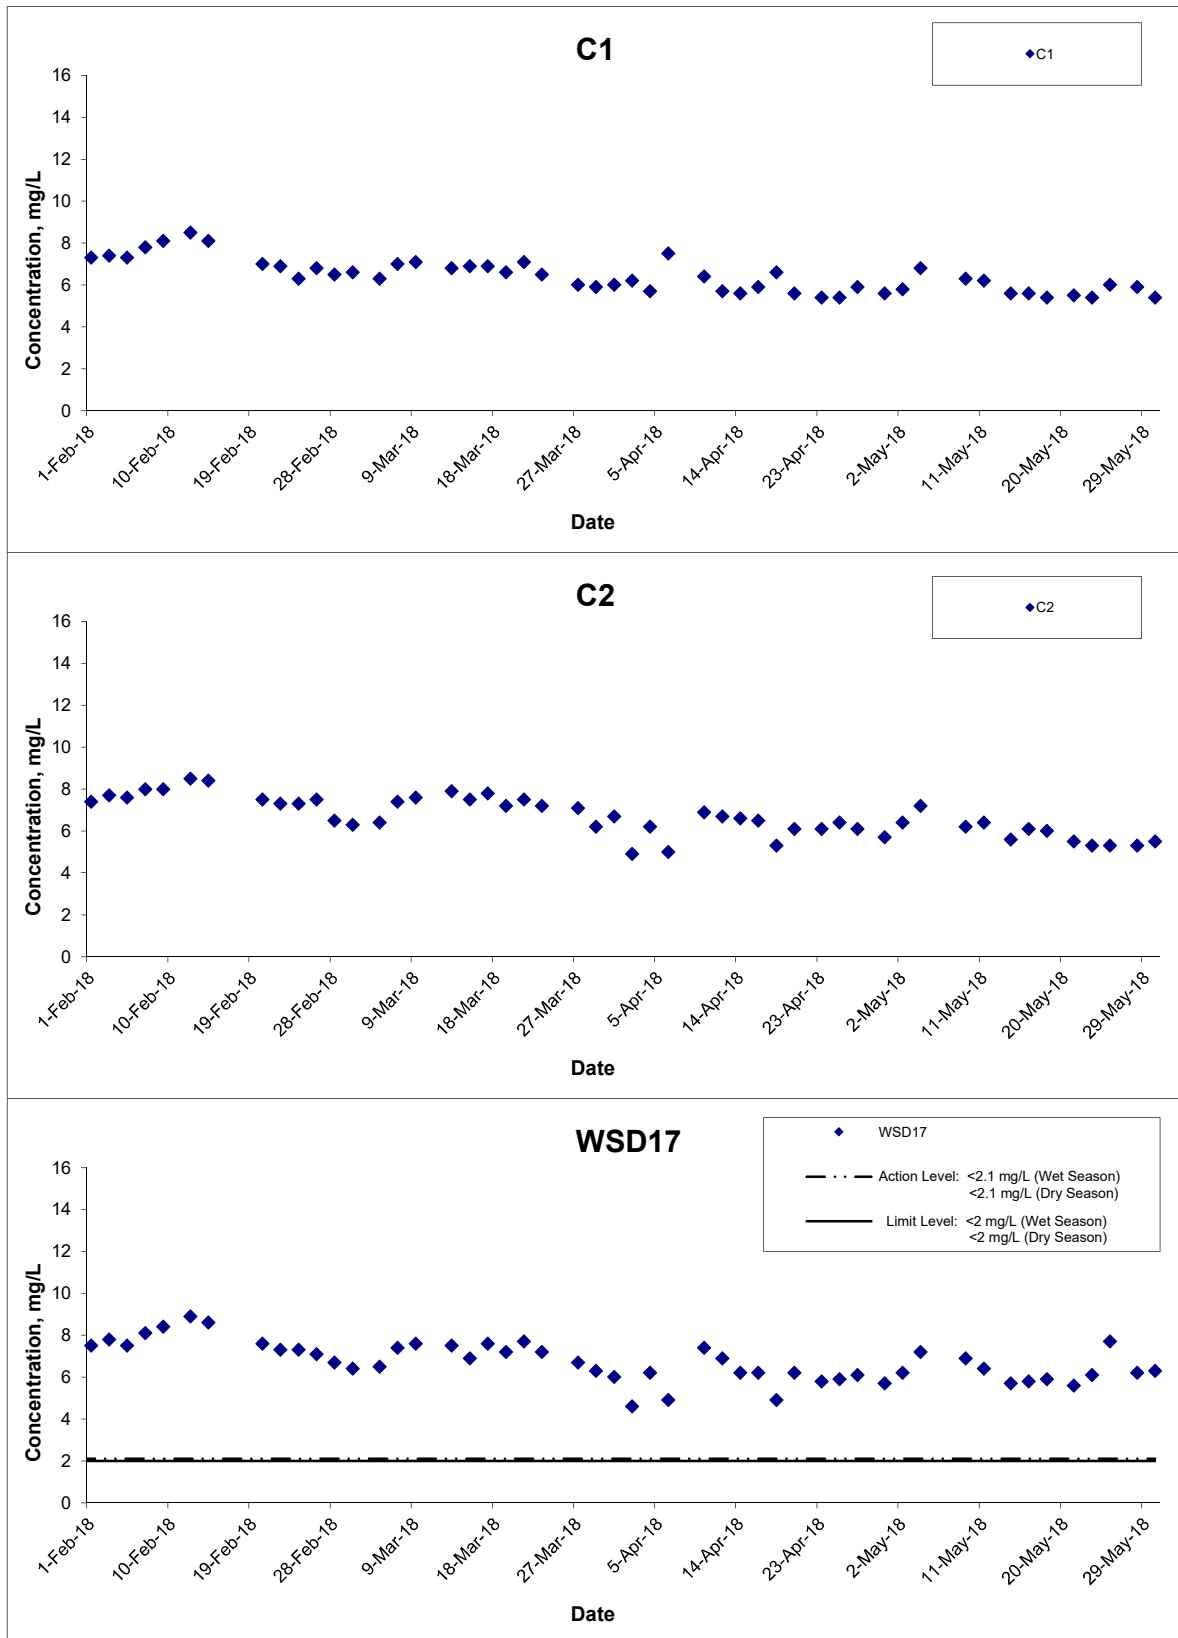 C1
C1
16
14
12
10
8
6
4
2
0
Concentration, mg/L
1-Feb-18
10-Feb-18
19-Feb-18
28-Feb-18
9-Mar-18
18-Mar-18
27-Mar-18
5-Apr-18
14-Apr-18
23-Apr-18
2-May-18
11-May-18
20-May-18
29-May-18
Date
C2
C2
16
14
12
10
8
6
4
2
0
Concentration, mg/L
1-Feb-18
10-Feb-18
19-Feb-18
28-Feb-18
9-Mar-18
18-Mar-18
27-Mar-18
5-Apr-18
14-Apr-18
23-Apr-18
2-May-18
11-May-18
20-May-18
29-May-18
Date
WSD17
WSD17
Action Level: <2.1 mg/L (Wet Season)
<2.1 mg/L (Dry Season)
Limit Level: <2 mg/L (Wet Season)
<2 mg/L (Dry Season)
16
14
12
10
8
6
4
2
0
Concentration, mg/L
1-Feb-18
10-Feb-18
19-Feb-18
28-Feb-18
9-Mar-18
18-Mar-18
27-Mar-18
5-Apr-18
14-Apr-18
23-Apr-18
2-May-18
11-May-18
20-May-18
29-May-18
Date